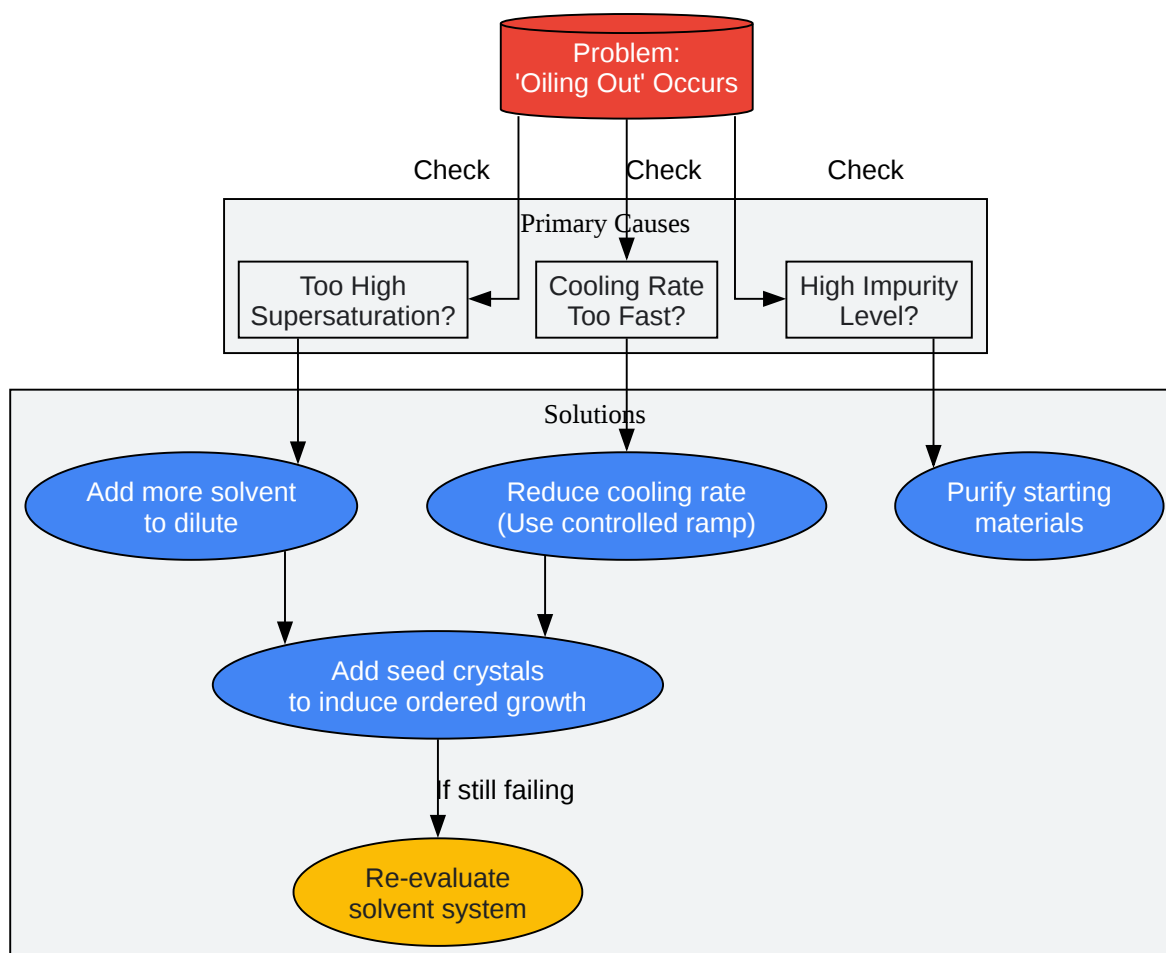 Problem:
'Oiling Out' Occurs
Check
Check
Check
Primary Causes
Too High
Supersaturation?
Cooling Rate
Too Fast?
High Impurity
Level?
Solutions
Add more solvent
to dilute
Reduce cooling rate
(Use controlled ramp)
Purify starting
materials
Add seed crystals
to induce ordered growth
If still failing
Re-evaluate
solvent system